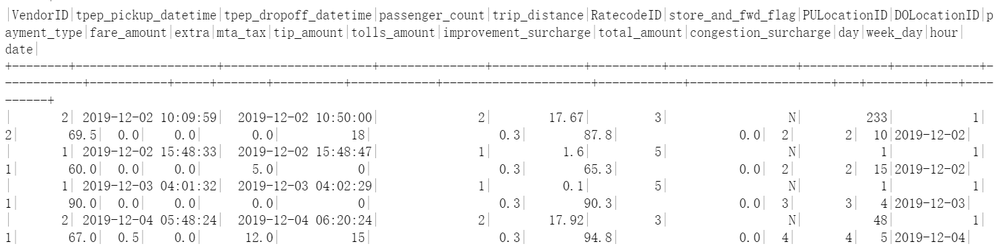 |VendorID|tpep_pickup_datetime|tpep_dropoff_datetime|passenger_count|trip_distance|RatecodeID|store_and_fwd_flag|PULocationID|DOLocationID|p
ayment_type|fare_amount|extra|mta_tax|tip_amount|tolls_amount|improvement_surcharge|total_amount|congestion_surcharge|day|week_day|hour|
date|
+--------+--------------------+---------------------+---------------+-------------+----------+------------------+------------+------------+-
-----------+-----------+-----+-------+----------+------------+---------------------+------------+--------------------+---+--------+----+----
------+
| 2| 2019-12-02 10:09:59| 2019-12-02 10:50:00| 2| 17.67| 3| N| 233| 1|
2| 69.5| 0.0| 0.0| 0.0| 18| 0.3| 87.8| 0.0| 2| 2| 10|2019-12-02|
| 1| 2019-12-02 15:48:33| 2019-12-02 15:48:47| 1| 1.6| 5| N| 1| 1|
1| 60.0| 0.0| 0.0| 5.0| 0| 0.3| 65.3| 0.0| 2| 2| 15|2019-12-02|
| 1| 2019-12-03 04:01:32| 2019-12-03 04:02:29| 1| 0.1| 5| N| 1| 1|
1| 90.0| 0.0| 0.0| 0.0| 0| 0.3| 90.3| 0.0| 3| 3| 4|2019-12-03|
| 2| 2019-12-04 05:48:24| 2019-12-04 06:20:24| 2| 17.92| 3| N| 48| 1|
1| 67.0| 0.5| 0.0| 12.0| 15| 0.3| 94.8| 0.0| 4| 4| 5|2019-12-04|